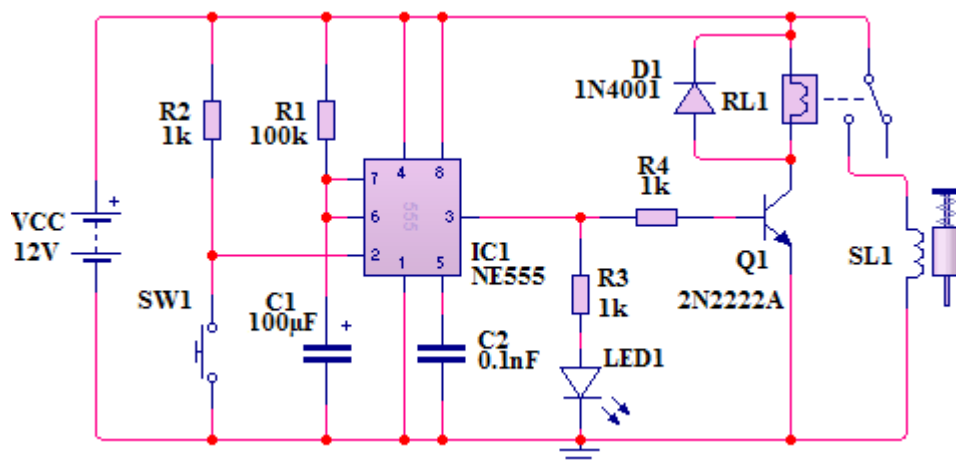 VCC
12V
+
R2
1k
SW1
R1
100k
C1
100µF
+
7
6
2
4
8
3
1
5
555
IC1
NE555
C2
0.1nF
R3
1k
LED1
R4
1k
D1
1N4001
RL1
Q1
2N2222A
SL1